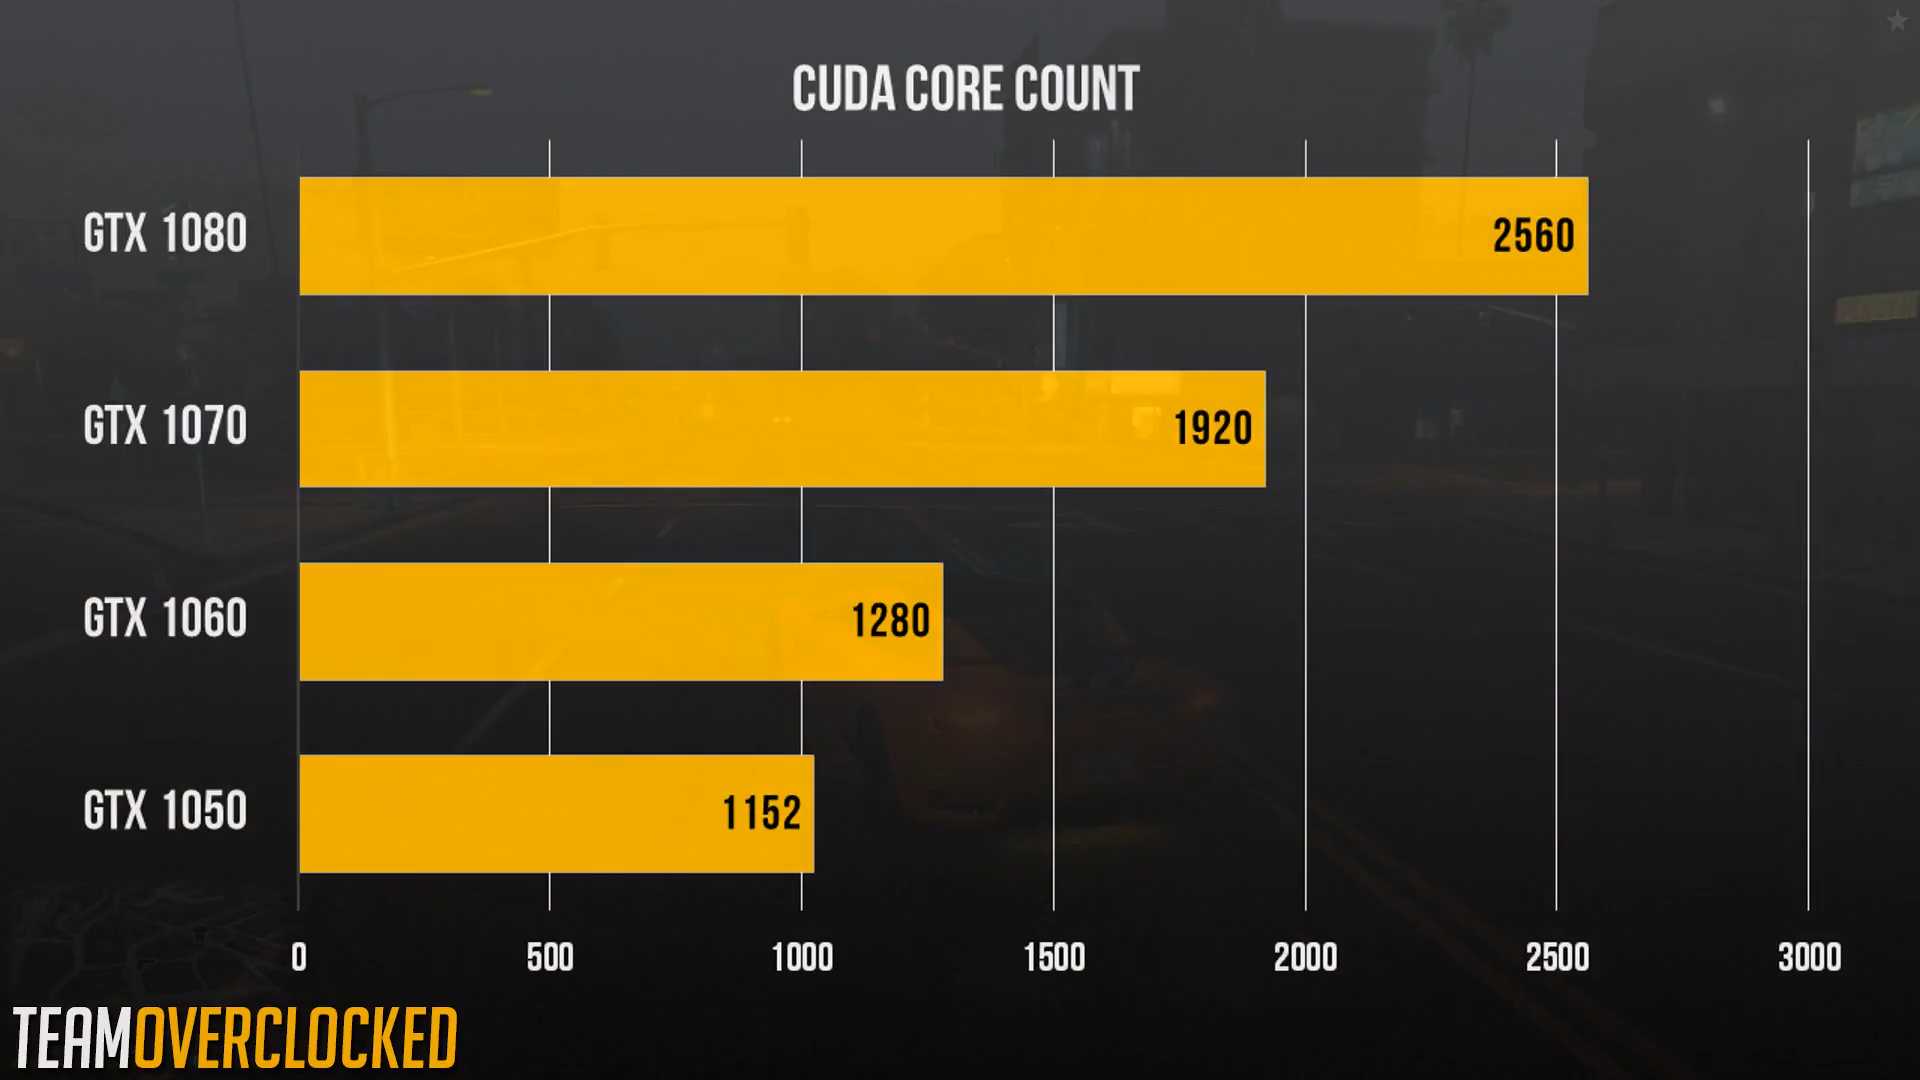 CUDA CORE COUNT
GTX 1080
2560
GTX 1070
1920
GTX 1060
1280
GTX 1050
1152
0 500 1000 1500 2000 2500 3000
TEAMOVERCLOCKED